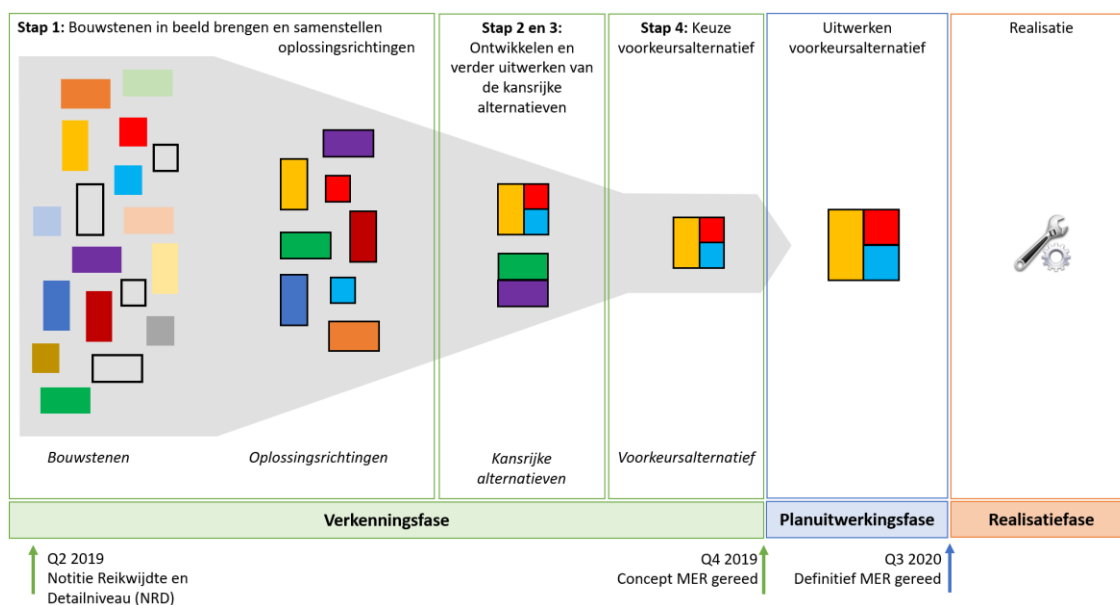 Stap 1: Bouwstenen in beeld brengen en samenstellen
oplossingsrichtingen
Stap 2 en 3:
Ontwikkelen en
verder uitwerken van
de kansrijke
alternatieven
Stap 4: Keuze
voorkeursalternatief
Uitwerken
voorkeursalternatief
Realisatie
Bouwstenen
Oplossingsrichtingen
Kansrijke
alternatieven
Voorkeursalternatief
Verkenningsfase
Planuitwerkingsfase
Realisatiefase
Q2 2019
Notitie Reikwijdte en
Detailniveau (NRD)
Q4 2019
Concept MER gereed
Q3 2020
Definitief MER gereed